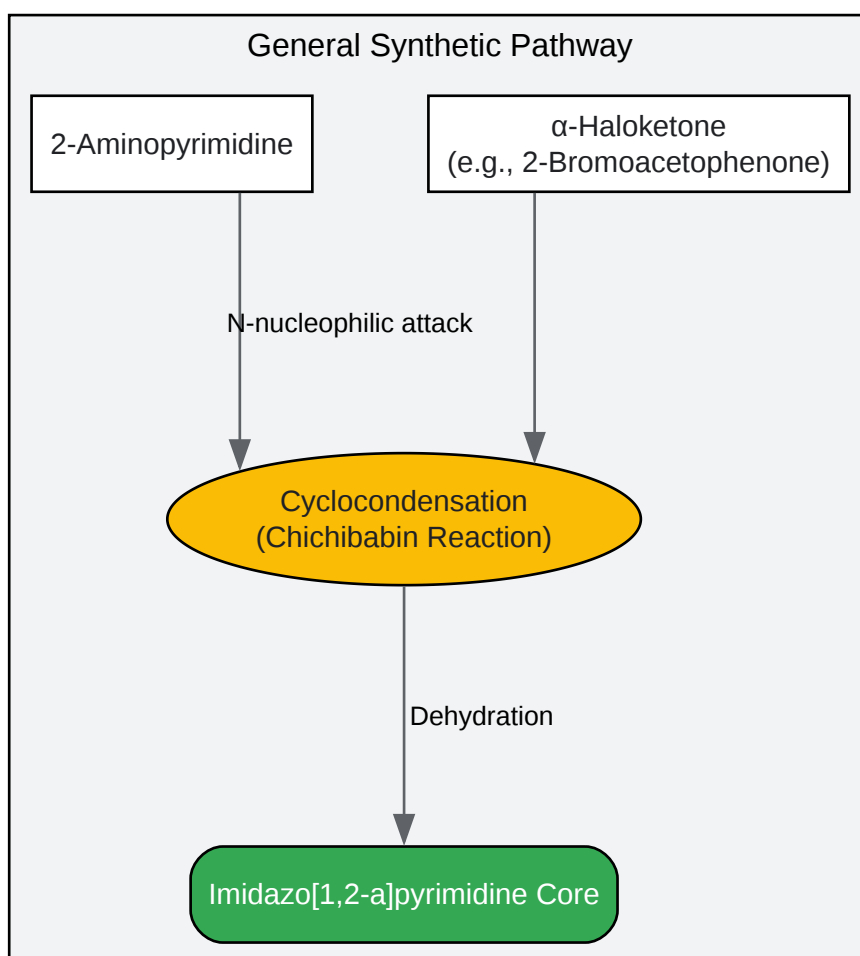 General Synthetic Pathway
2-Aminopyrimidine
α-Haloketone
(e.g., 2-Bromoacetophenone)
N-nucleophilic attack
Cyclocondensation
(Chichibabin Reaction)
Dehydration
Imidazo[1,2-a]pyrimidine Core